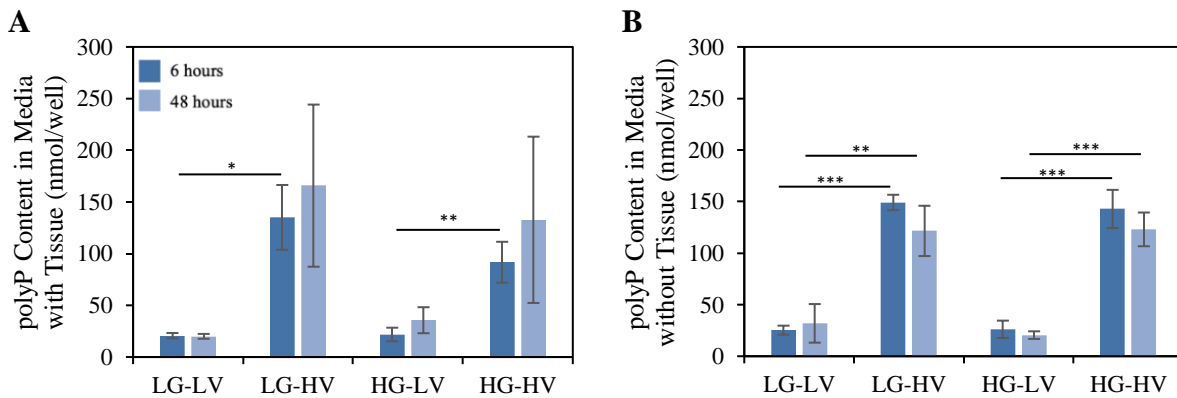 A
polyP Content in Media
with Tissue (nmol/well)
300
250
200
150
100
50
0
6 hours
48 hours
*
**
LG-LV LG-HV HG-LV HG-HV
B
polyP Content in Media
without Tissue (nmol/well)
300
250
200
150
100
50
0
**
***
***
***
LG-LV LG-HV HG-LV HG-HV